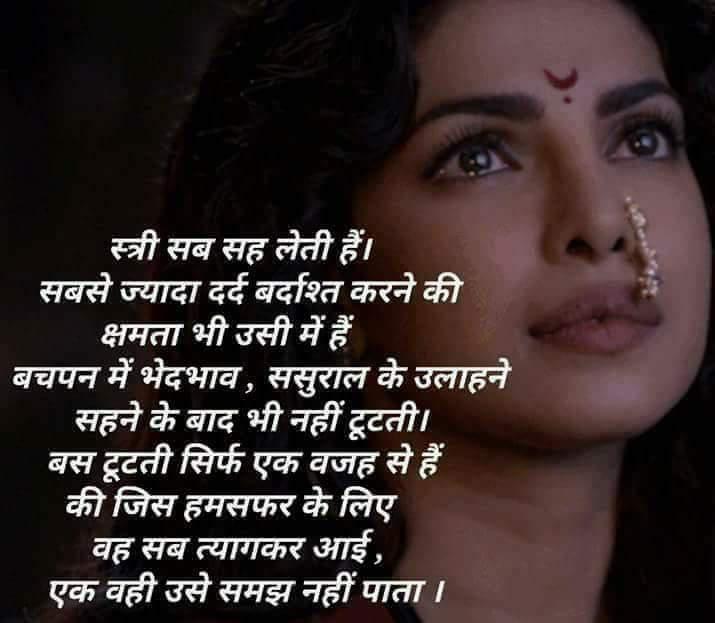 स्त्री सब सह लेती हैं।
सबसे ज्यादा दर्द बर्दाश्त करने की
क्षमता भी उसी में हैं
बचपन में भेदभाव , ससुराल के उलाहने
सहने के बाद भी नहीं टूटती।
बस टूटती सिर्फ एक वजह से हैं
की जिस हमसफर के लिए
वह सब त्यागकर आई ,
एक वही उसे समझ नहीं पाता ।